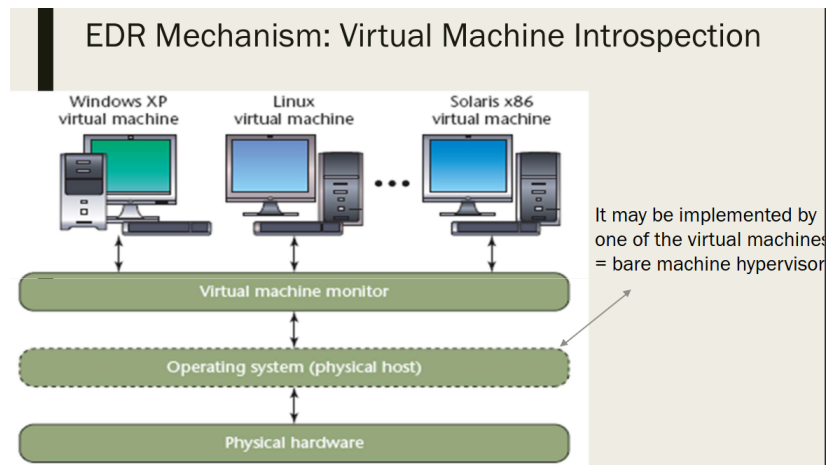 EDR Mechanism: Virtual Machine Introspection
Windows XP
virtual machine
Linux
virtual machine
Solaris x86
virtual machine
It may be implemented by
one of the virtual machines
= bare machine hypervisor
Virtual machine monitor
Operating system (physical host)
Physical hardware